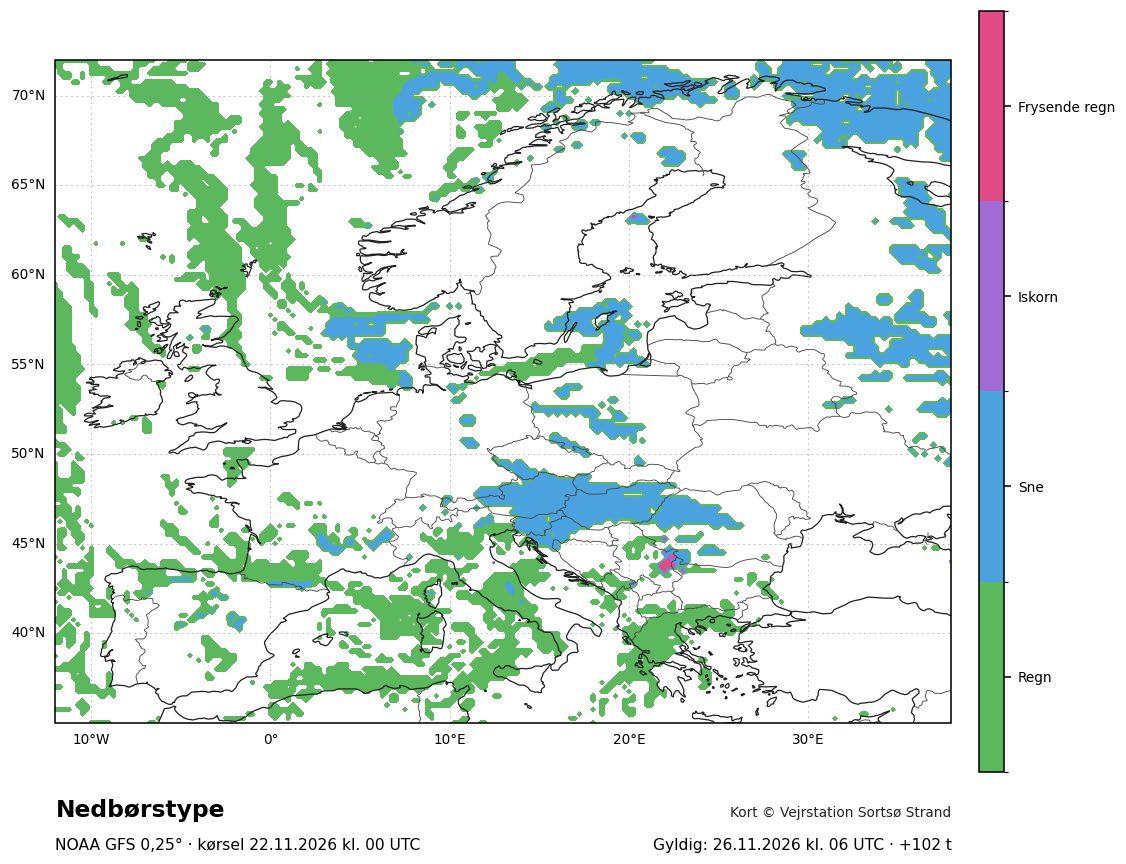 70°N
65°N
60°N
55°N
50°N
45°N
40°N
10°W
0°
10°E
20°E
30°E
Frysende regn
Iskorn
Sne
Regn
Nedbørstype
Kort © Vejrstation Sortsø Strand
NOAA GFS 0,25° · kørsel 22.11.2026 kl. 00 UTC
Gyldig: 26.11.2026 kl. 06 UTC · +102 t